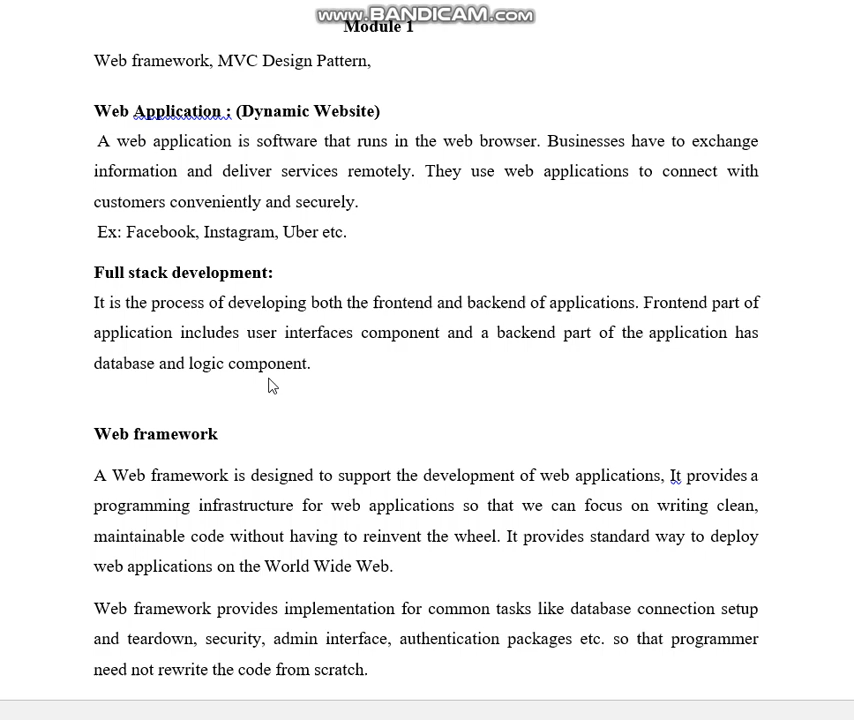 www.BANDICAM.com
Module 1
Web framework, MVC Design Pattern,
Web Application : (Dynamic Website)
A web application is software that runs in the web browser. Businesses have to exchange
information and deliver services remotely. They use web applications to connect with
customers conveniently and securely.
Ex: Facebook, Instagram, Uber etc.
Full stack development:
It is the process of developing both the frontend and backend of applications. Frontend part of
application includes user interfaces component and a backend part of the application has
database and logic component.
Web framework
A Web framework is designed to support the development of web applications, It provides a
programming infrastructure for web applications so that we can focus on writing clean,
maintainable code without having to reinvent the wheel. It provides standard way to deploy
web applications on the World Wide Web.
Web framework provides implementation for common tasks like database connection setup
and teardown, security, admin interface, authentication packages etc. so that programmer
need not rewrite the code from scratch.